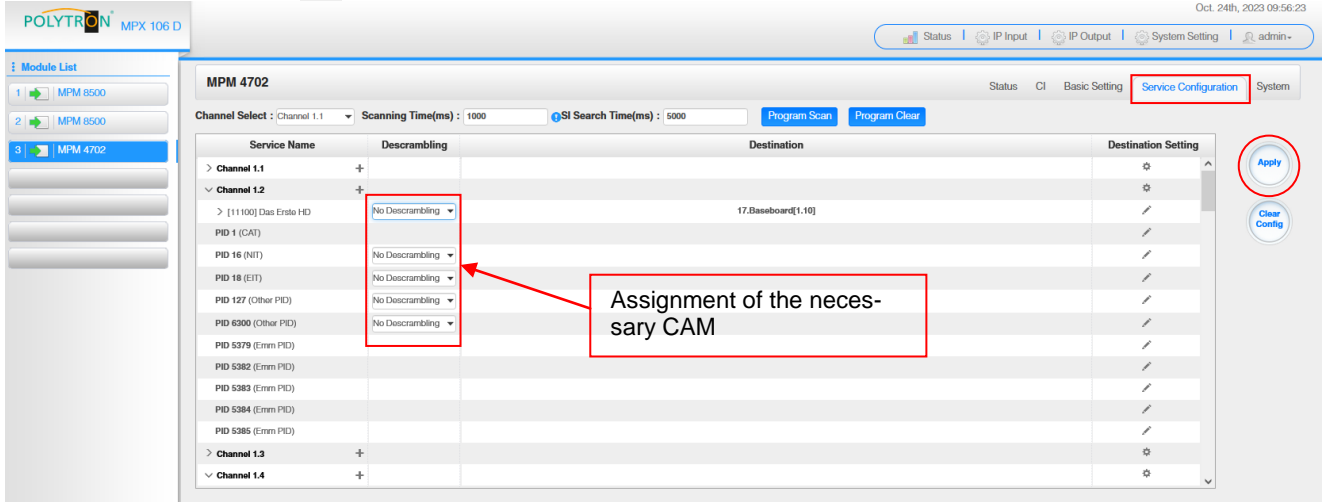 Oct. 24th, 2023 09:56:23
POLYTRON MPX 106 D
Status | IP Input | IP Output | System Setting | admin
Module List
1 MPM 8500
2 MPM 8500
3 MPM 4702
MPM 4702
Status CI Basic Setting Service Configuration System
Channel Select : Channel 1.1 Scanning Time(ms) : 1000 SI Search Time(ms) : 5000 Program Scan Program Clear
Service Name Descrambling Destination Destination Setting
Channel 1.1
Channel 1.2
[11100] Das Erste HD No Descrambling 17.Baseboard[1.10]
PID 1 (CAT)
PID 16 (NIT) No Descrambling
PID 18 (EIT) No Descrambling
PID 127 (Other PID) No Descrambling
PID 6300 (Other PID) No Descrambling
PID 5379 (Emm PID)
PID 5382 (Emm PID)
PID 5383 (Emm PID)
PID 5384 (Emm PID)
PID 5385 (Emm PID)
Channel 1.3
Channel 1.4
Assignment of the neces-
sary CAM
Apply
Clear
Config